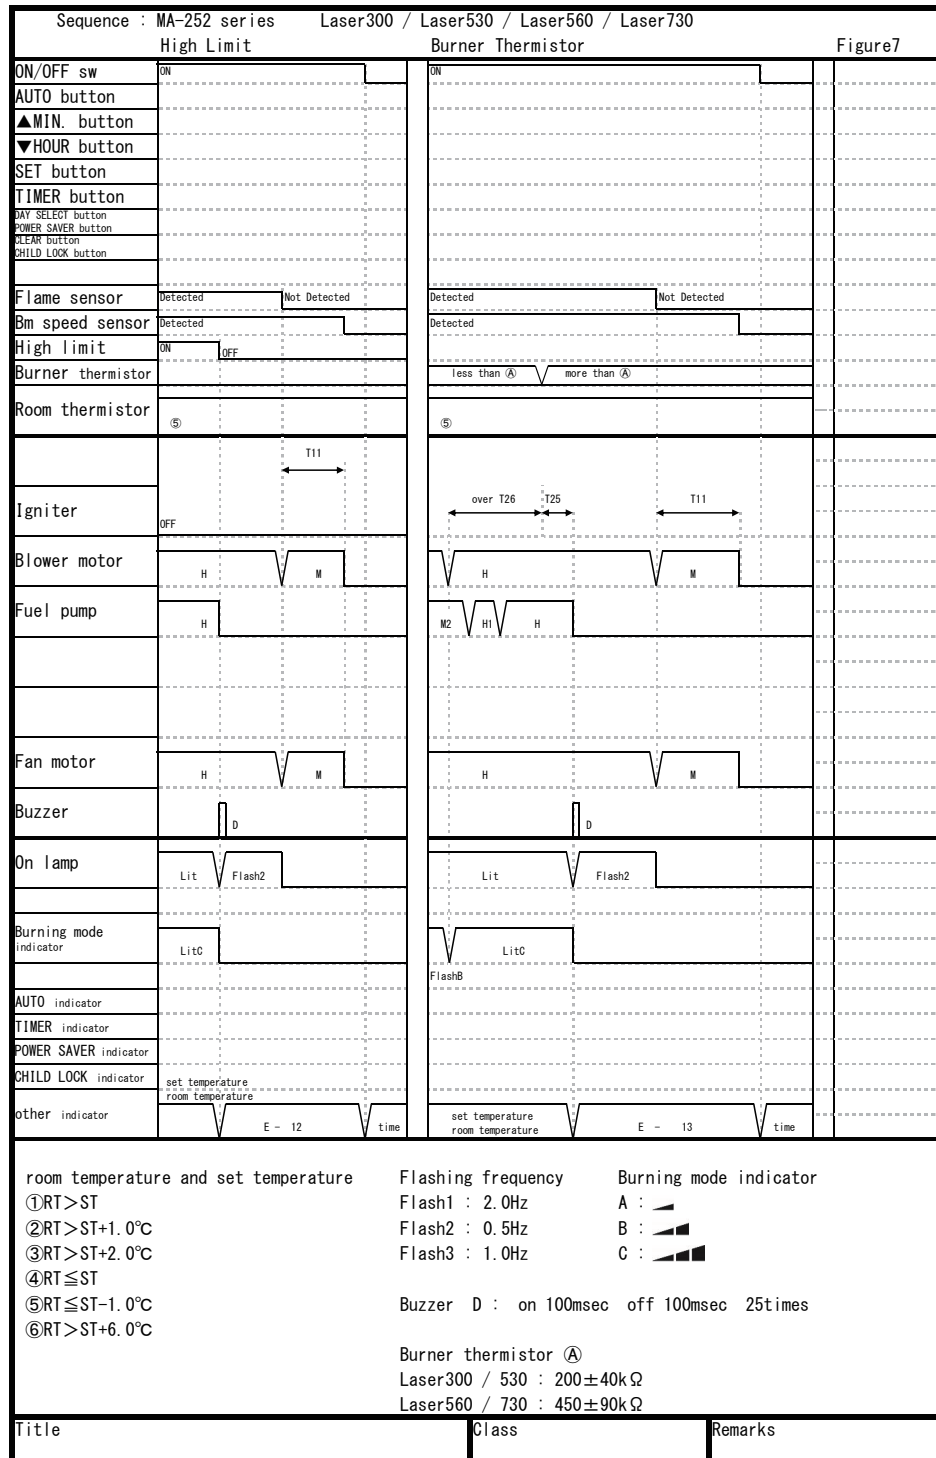 Sequence : MA-252 series Laser300 / Laser530 / Laser560 / Laser730
High Limit Burner Thermistor Figure7
ON/OFF sw ON ON
AUTO button
▲MIN. button
▼HOUR button
SET button
TIMER button
DAY SELECT button
POWER SAVER button
CLEAR button
CHILD LOCK button
Flame sensor Detected Not Detected Detected Not Detected
Bm speed sensor Detected Detected
High limit ON OFF
Burner thermistor less than Ⓐ more than Ⓐ
Room thermistor
⑤ ⑤
T11
over T26 T25 T11
Igniter
OFF
Blower motor
H M H M
Fuel pump
H M2 H1 H
Fan motor
H M H M
Buzzer
D D
On lamp
Lit Flash2 Lit Flash2
Burning mode
indicator
LitC LitC
FlashB
AUTO indicator
TIMER indicator
POWER SAVER indicator
CHILD LOCK indicator
set temperature
room temperature
other indicator
set temperature
E - 12 time room temperature E - 13 time
room temperature and set temperature Flashing frequency Burning mode indicator
①RT>ST Flash1 : 2.0Hz A :
②RT>ST+1.0℃ Flash2 : 0.5Hz B :
③RT>ST+2.0℃ Flash3 : 1.0Hz C :
④RT≦ST
⑤RT≦ST-1.0℃ Buzzer D : on 100msec off 100msec 25times
⑥RT>ST+6.0℃
Burner thermistor Ⓐ
Laser300 / 530 : 200±40kΩ
Laser560 / 730 : 450±90kΩ
Title Class Remarks